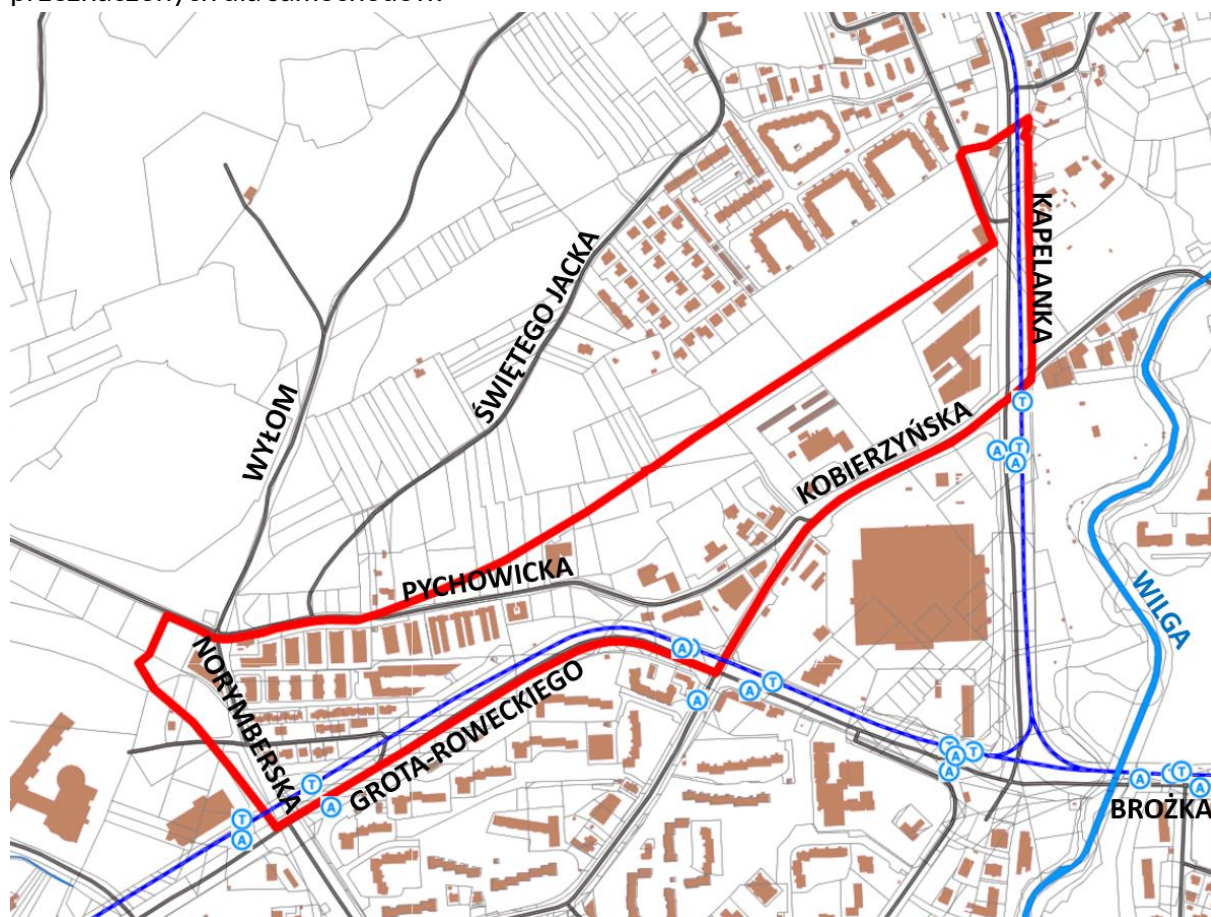 przeznaczonych dla samochodów.
KAPELANKA
ŚWIĘTEGO JACKA
WYŁOM
KOBIERZYŃSKA
PYCHOWICKA
WILGA
NORYMBERSKA
GROTA-ROWECKIEGO
BROŻKA
T
A
T
A
A
A
T
A
T
A
T
A
T
T
A
A
A
T
A